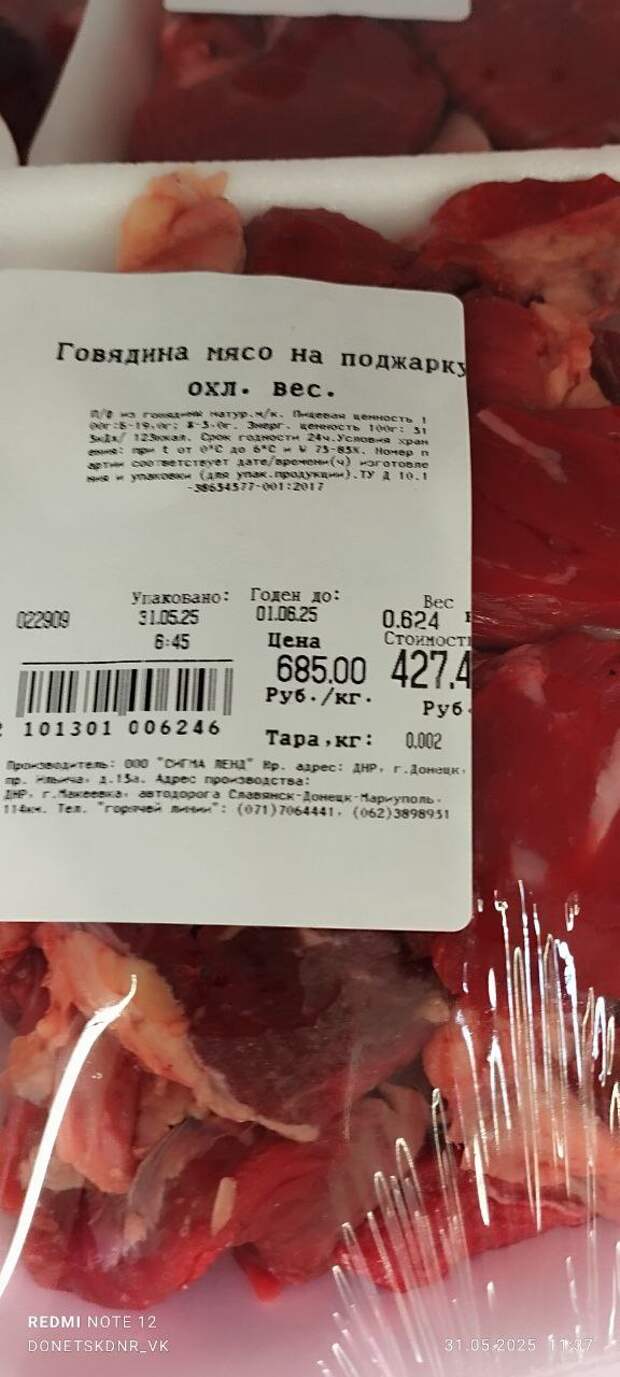 Говядина мясо на поджарку
охл. вес.
П/Ф из говядины натур.м/к. Пищевая ценность 1
00г:Б-19,0г; Ж-5,0г. Энерг. ценность 100г: 51
5кДж/ 123ккал. Срок годности 24ч.Условия хран
ения: при t от 0°С до 6°С и W 75-85%. Номер п
артии соответствует дате/времени(ч) изготовле
ния и упаковки (для упак.продукции).ТУ Д 10.1
-38654577-001:2017
Упаковано: Годен до: Вес
022909 31.05.25 01.06.25 0.624
6:45 Цена Стоимость
685.00 427.4
Руб./кг. Руб.
101301 006246
Тара,кг: 0.002
Производитель: ООО "СИГМА ЛЕНД" Юр. адрес: ДНР, г.Донецк,
пр. Ильича, д.15а. Адрес производства:
ДНР, г.Макеевка, автодорога Славянск-Донецк-Мариуполь,
114км. Тел. "горячей линии": (071)7064441, (062)3898951
REDMI NOTE 12
DONETSKDNR_VK
31.05.2025 11:37